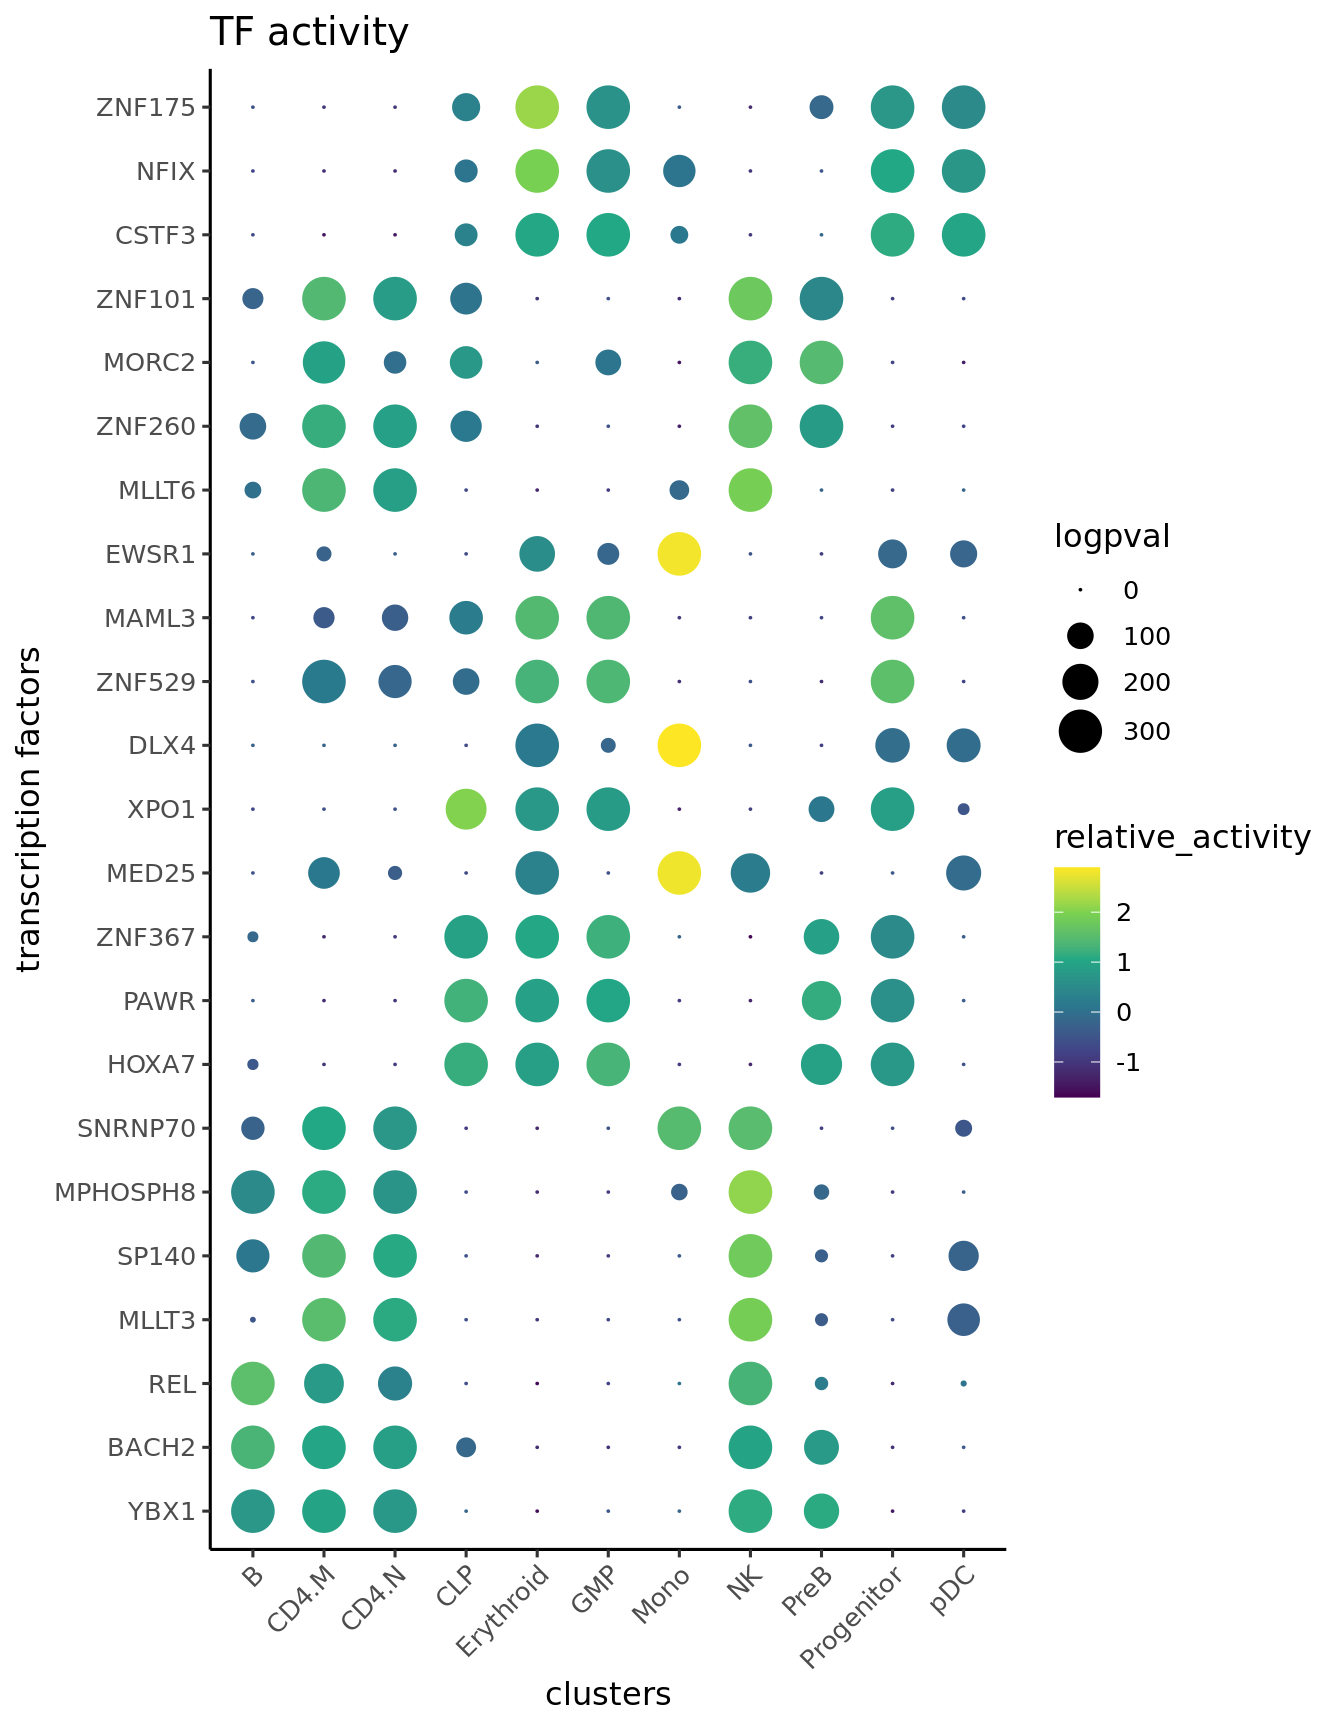 TF activity
ZNF175
NFIX
CSTF3
ZNF101
MORC2
ZNF260
MLLT6
EWSR1
MAML3
ZNF529
DLX4
XPO1
MED25
ZNF367
PAWR
HOXA7
SNRNP70
MPHOSPH8
SP140
MLLT3
REL
BACH2
YBX1
transcription factors
B
CD4.M
CD4.N
CLP
Erythroid
GMP
Mono
NK
PreB
Progenitor
pDC
clusters
logpval
0
100
200
300
relative_activity
2
1
0
-1